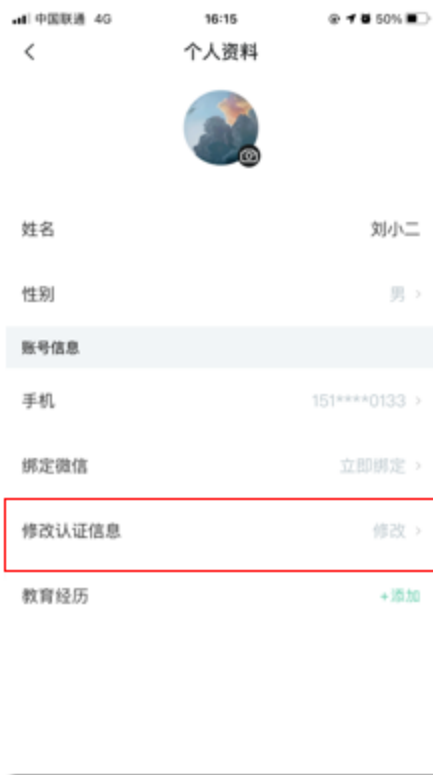 中国联通 4G 16:15 50%
个人资料
姓名 刘小二
性别 男
账号信息
手机 151****0133
绑定微信 立即绑定
修改认证信息 修改
教育经历 +添加